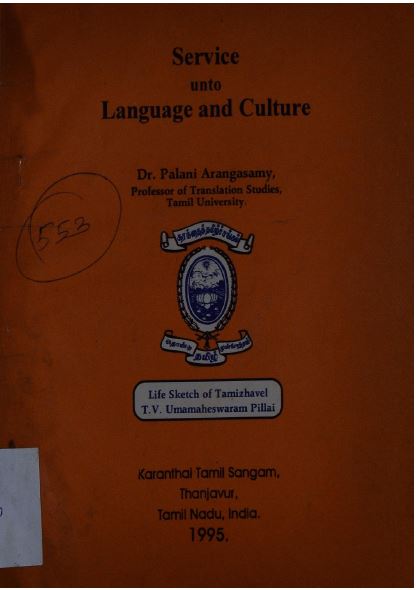 Service
unto
Language and Culture
Dr. Palani Arangasamy,
Professor of Translation Studies,
Tamil University.
553
தமிழ்
Life Sketch of Tamizhavel
T.V. Umamaheswaram Pillai
Karanthai Tamil Sangam,
Thanjavur,
Tamil Nadu, India.
1995.